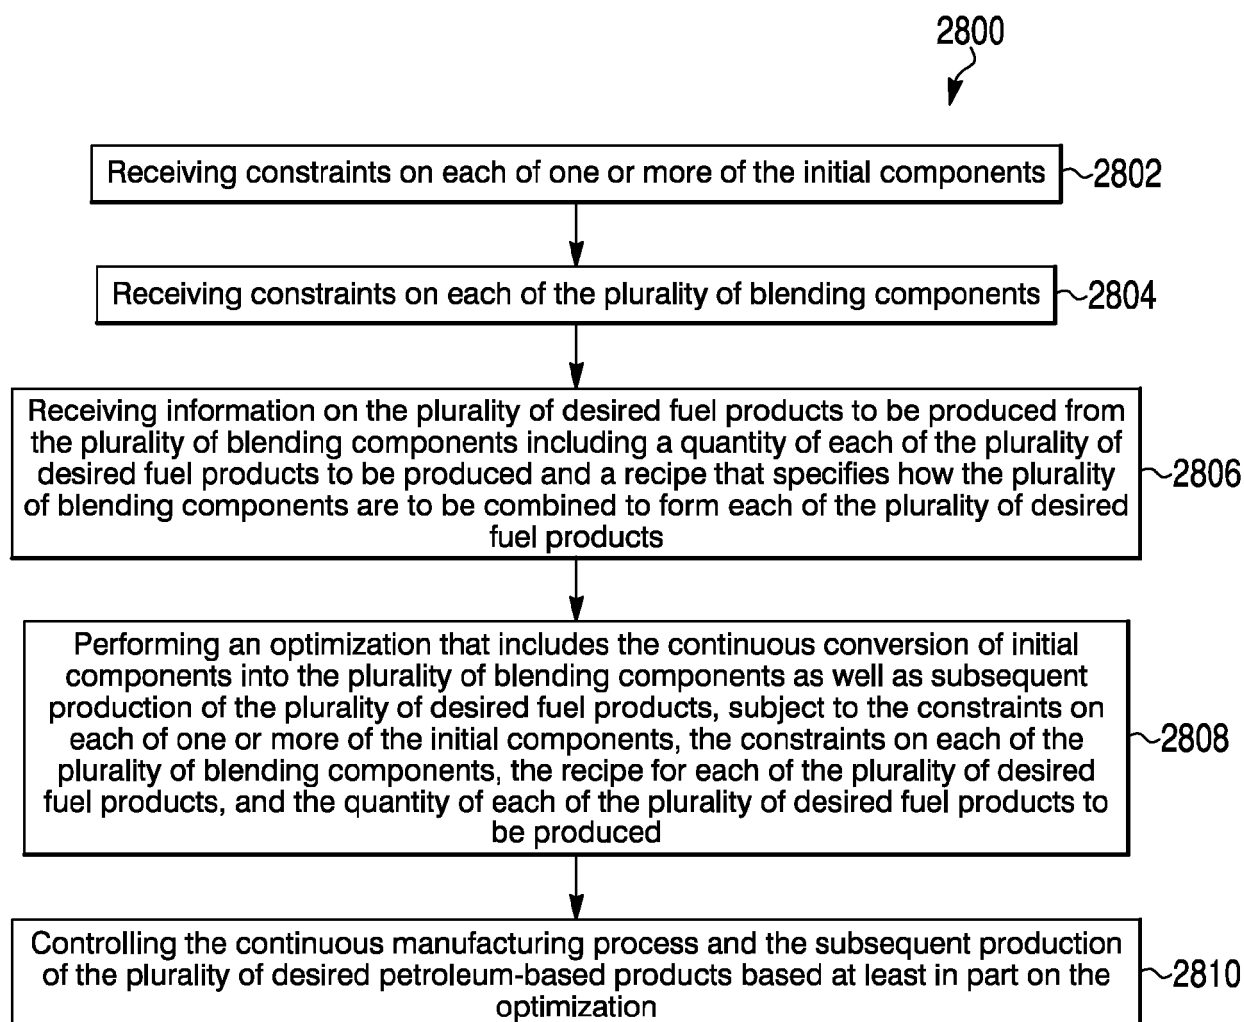 2800
Receiving constraints on each of one or more of the initial components
2802
Receiving constraints on each of the plurality of blending components
2804
Receiving information on the plurality of desired fuel products to be produced from
the plurality of blending components including a quantity of each of the plurality of
desired fuel products to be produced and a recipe that specifies how the plurality
of blending components are to be combined to form each of the plurality of desired
fuel products
2806
Performing an optimization that includes the continuous conversion of initial
components into the plurality of blending components as well as subsequent
production of the plurality of desired fuel products, subject to the constraints on
each of one or more of the initial components, the constraints on each of the
plurality of blending components, the recipe for each of the plurality of desired
fuel products, and the quantity of each of the plurality of desired fuel products to
be produced
2808
Controlling the continuous manufacturing process and the subsequent production
of the plurality of desired petroleum-based products based at least in part on the
optimization
2810